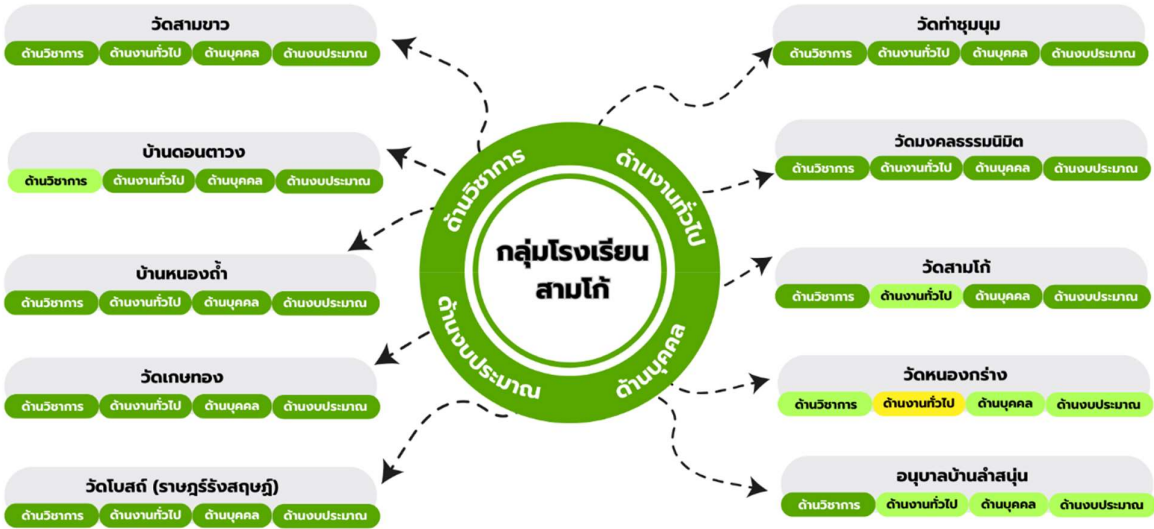 วัดสามขาว
ด้านวิชาการ ด้านงานทั่วไป ด้านบุคคล ด้านงบประมาณ
บ้านดอนตาวง
ด้านวิชาการ ด้านงานทั่วไป ด้านบุคคล ด้านงบประมาณ
บ้านหนองถ้ำ
ด้านวิชาการ ด้านงานทั่วไป ด้านบุคคล ด้านงบประมาณ
วัดเกษทอง
ด้านวิชาการ ด้านงานทั่วไป ด้านบุคคล ด้านงบประมาณ
วัดโบสถ์ (ราษฎร์รังสฤษฏ์)
ด้านวิชาการ ด้านงานทั่วไป ด้านบุคคล ด้านงบประมาณ
ด้านวิชาการ
ด้านงานทั่วไป
กลุ่มโรงเรียน
สามโก้
ด้านงบประมาณ
ด้านบุคคล
วัดท่าชุมนุม
ด้านวิชาการ ด้านงานทั่วไป ด้านบุคคล ด้านงบประมาณ
วัดมงคลธรรมนิมิต
ด้านวิชาการ ด้านงานทั่วไป ด้านบุคคล ด้านงบประมาณ
วัดสามโก้
ด้านวิชาการ ด้านงานทั่วไป ด้านบุคคล ด้านงบประมาณ
วัดหนองกร่าง
ด้านวิชาการ ด้านงานทั่วไป ด้านบุคคล ด้านงบประมาณ
อนุบาลบ้านลำสนุ่น
ด้านวิชาการ ด้านงานทั่วไป ด้านบุคคล ด้านงบประมาณ